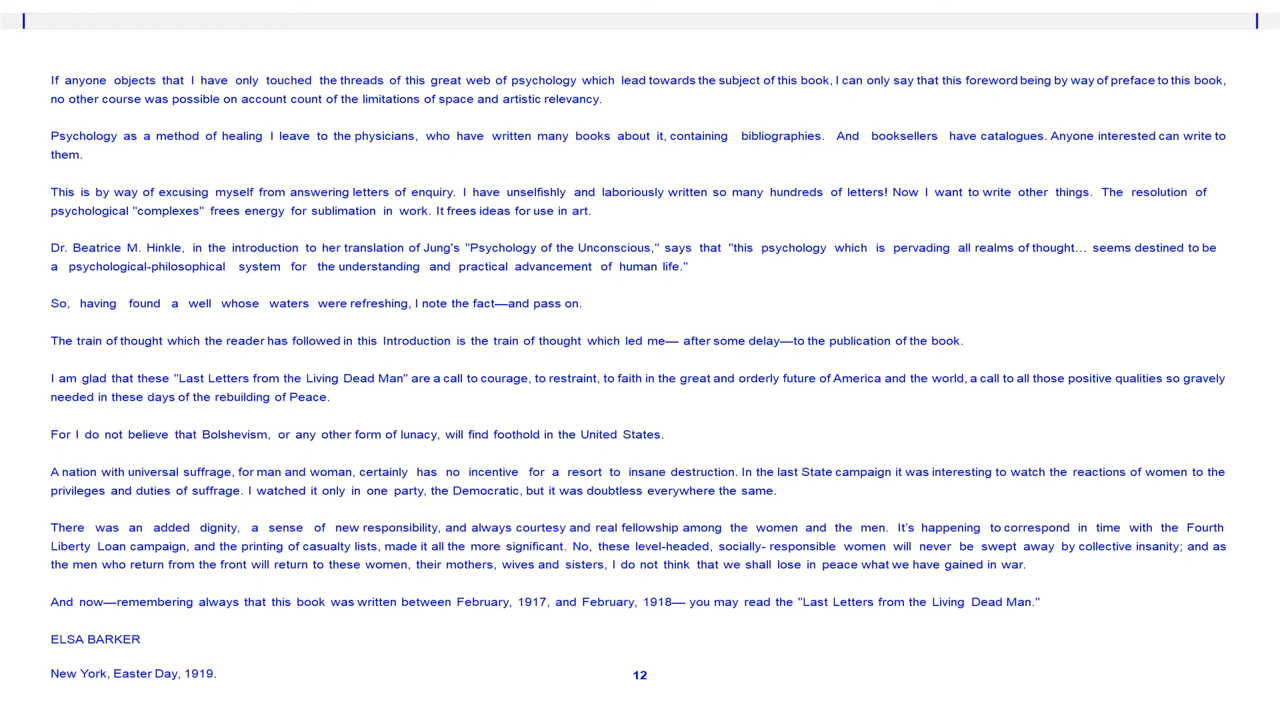 If anyone objects that I have only touched the threads of this great web of psychology which lead towards the subject of this book, I can only say that this foreword being by way of preface to this book,
no other course was possible on account count of the limitations of space and artistic relevancy.
Psychology as a method of healing I leave to the physicians, who have written many books about it, containing bibliographies. And booksellers have catalogues. Anyone interested can write to
them.
This is by way of excusing myself from answering letters of enquiry. I have unselfishly and laboriously written so many hundreds of letters! Now I want to write other things. The resolution of
psychological "complexes" frees energy for sublimation in work. It frees ideas for use in art.
Dr. Beatrice M. Hinkle, in the introduction to her translation of Jung's "Psychology of the Unconscious," says that "this psychology which is pervading all realms of thought... seems destined to be
a psychological-philosophical system for the understanding and practical advancement of human life."
So, having found a well whose waters were refreshing, I note the fact—and pass on.
The train of thought which the reader has followed in this Introduction is the train of thought which led me— after some delay—to the publication of the book.
I am glad that these "Last Letters from the Living Dead Man" are a call to courage, to restraint, to faith in the great and orderly future of America and the world, a call to all those positive qualities so gravely
needed in these days of the rebuilding of Peace.
For I do not believe that Bolshevism, or any other form of lunacy, will find foothold in the United States.
A nation with universal suffrage, for man and woman, certainly has no incentive for a resort to insane destruction. In the last State campaign it was interesting to watch the reactions of women to the
privileges and duties of suffrage. I watched it only in one party, the Democratic, but it was doubtless everywhere the same.
There was an added dignity, a sense of new responsibility, and always courtesy and real fellowship among the women and the men. It's happening to correspond in time with the Fourth
Liberty Loan campaign, and the printing of casualty lists, made it all the more significant. No, these level-headed, socially- responsible women will never be swept away by collective insanity; and as
the men who return from the front will return to these women, their mothers, wives and sisters, I do not think that we shall lose in peace what we have gained in war.
And now—remembering always that this book was written between February, 1917, and February, 1918— you may read the "Last Letters from the Living Dead Man."
ELSA BARKER
New York, Easter Day, 1919.
12